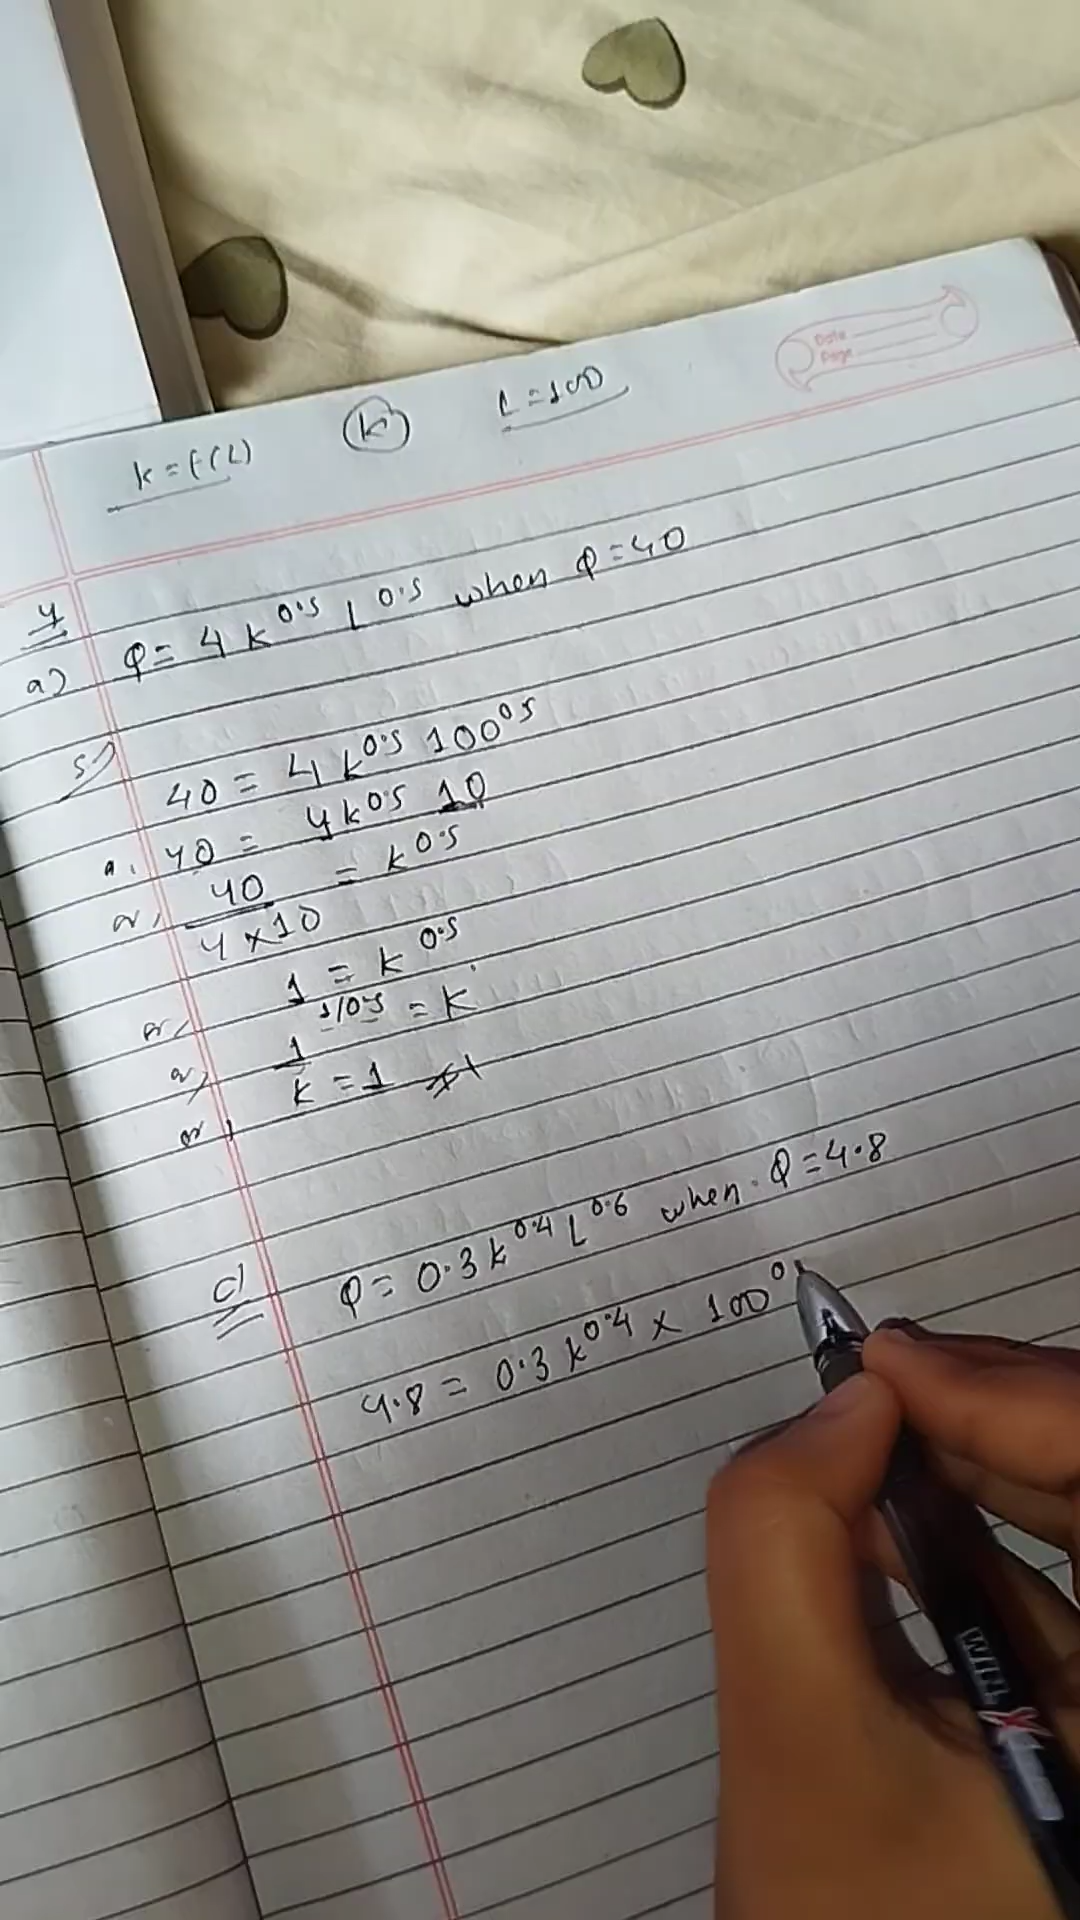 Date
Page
k = f(L) (k) L = 100
4
a) Q = 4 K^0.5 L^0.5 when Q = 40
40 = 4 k^0.5 100^0.5
40 = 4k^0.5 10
or, 40/4×10 = k^0.5
or, 1 = k^0.5
or, 1^1/0.5 = k
or, k = 1
d) Q = 0.3 k^0.4 L^0.6 when Q = 4.8
4.8 = 0.3 k^0.4 × 100^0.
WIN